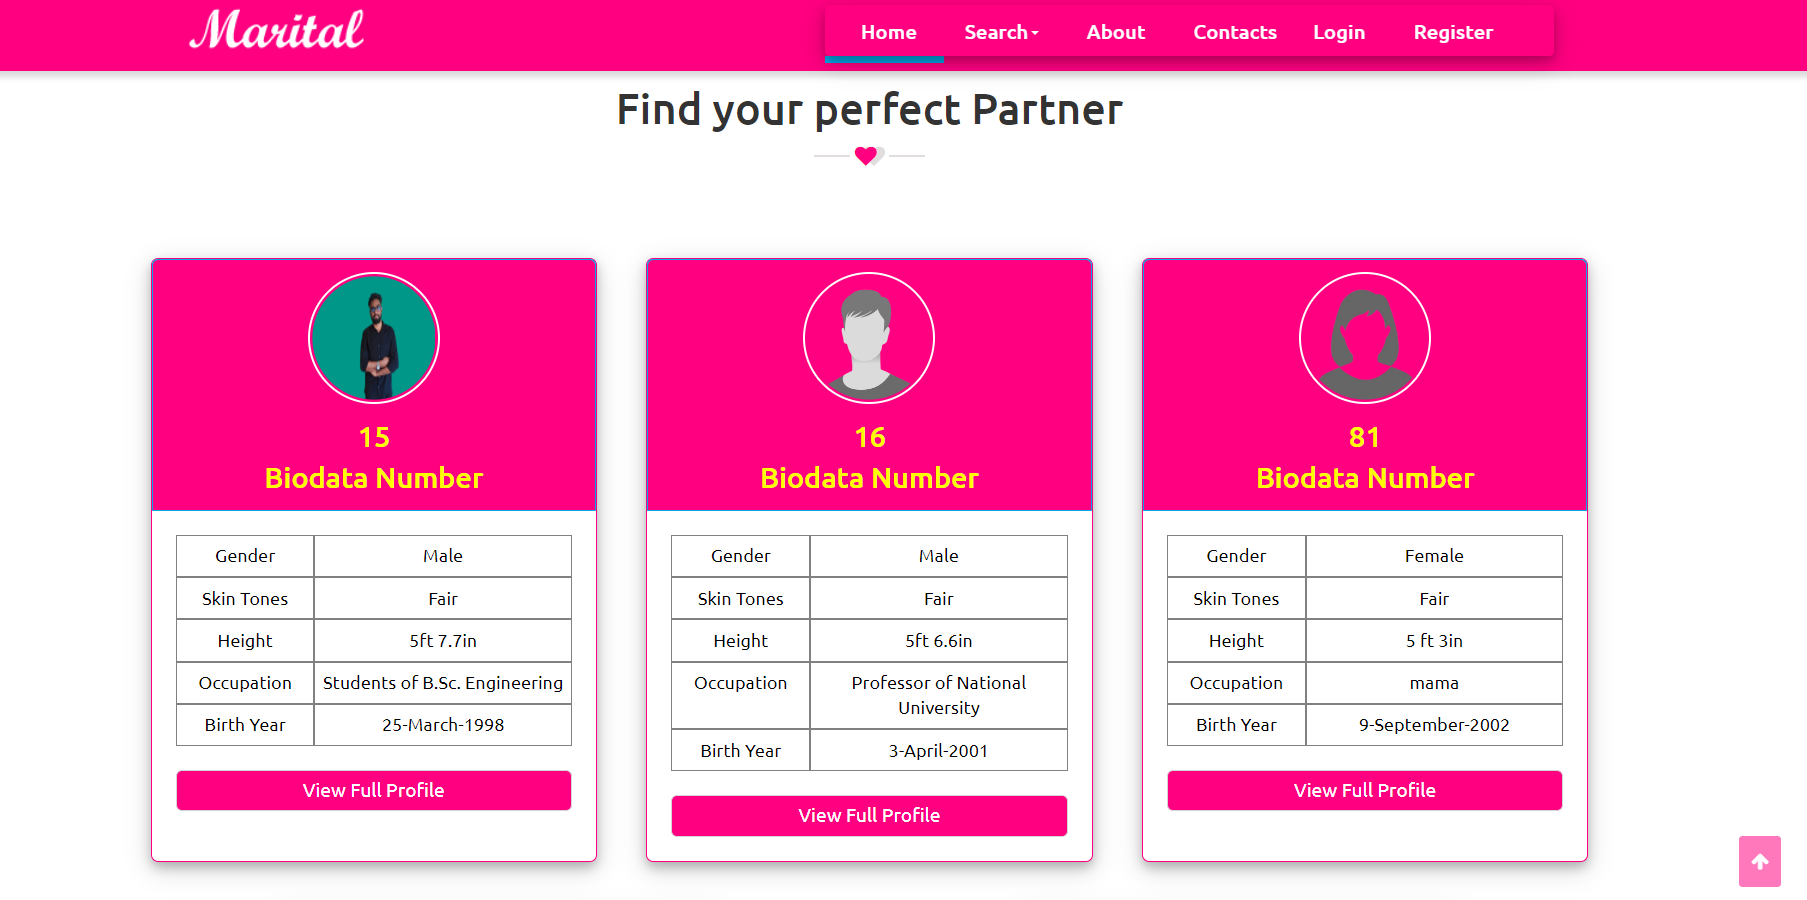 Marital
Home Search About Contacts Login Register
Find your perfect Partner
15
Biodata Number
Gender Male
Skin Tones Fair
Height 5ft 7.7in
Occupation Students of B.Sc. Engineering
Birth Year 25-March-1998
View Full Profile
16
Biodata Number
Gender Male
Skin Tones Fair
Height 5ft 6.6in
Occupation Professor of National
University
Birth Year 3-April-2001
View Full Profile
81
Biodata Number
Gender Female
Skin Tones Fair
Height 5 ft 3in
Occupation mama
Birth Year 9-September-2002
View Full Profile